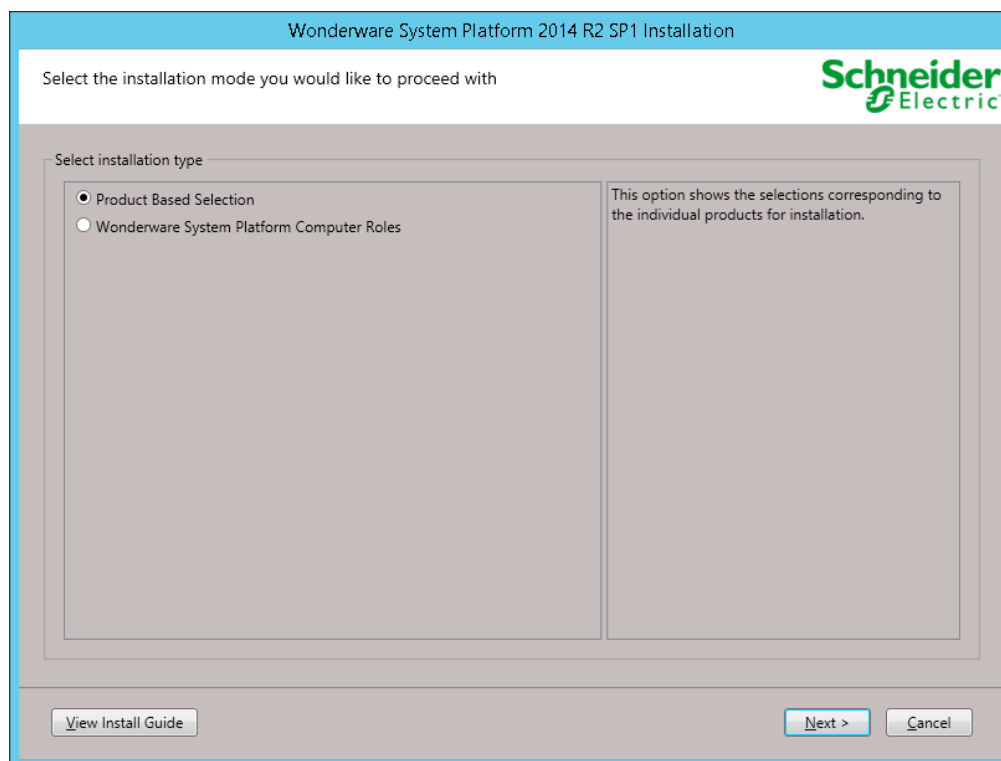 Wonderware System Platform 2014 R2 SP1 Installation
Select the installation mode you would like to proceed with
Schneider
Electric
Select installation type
Product Based Selection
Wonderware System Platform Computer Roles
This option shows the selections corresponding to
the individual products for installation.
View Install Guide
Next >
Cancel